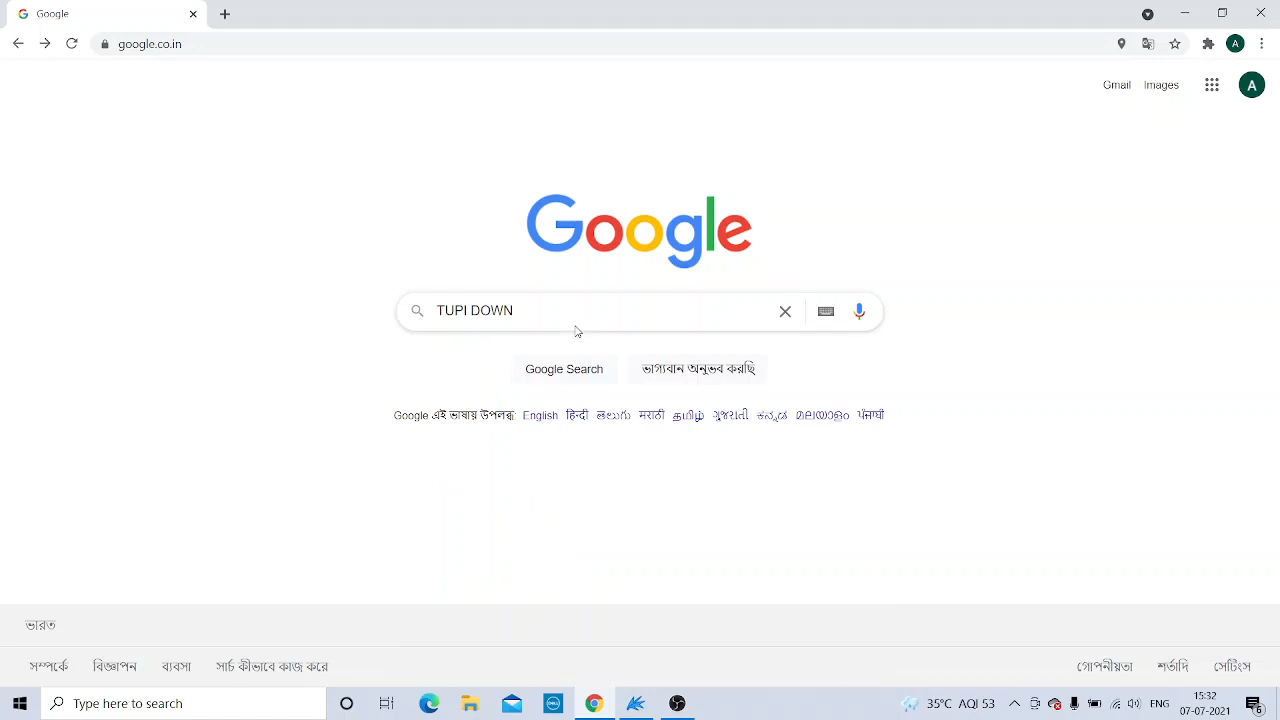 Google
google.co.in
A
Gmail Images
A
Google
TUPI DOWN
Google Search ভাগ্যবান অনুভব করছি
Google এই ভাষায় উপলব্ধ: English हिन्दी తెలుగు मराठी தமிழ் ગુજરાતી ಕನ್ನಡ മലയാളം ਪੰਜਾਬੀ
ভারত
সম্পর্কে বিজ্ঞাপন ব্যবসা সার্চ কীভাবে কাজ করে গোপনীয়তা শর্তাদি সেটিংস
Type here to search DELL 35°C AQI 53 ENG 15:32
07-07-2021 6